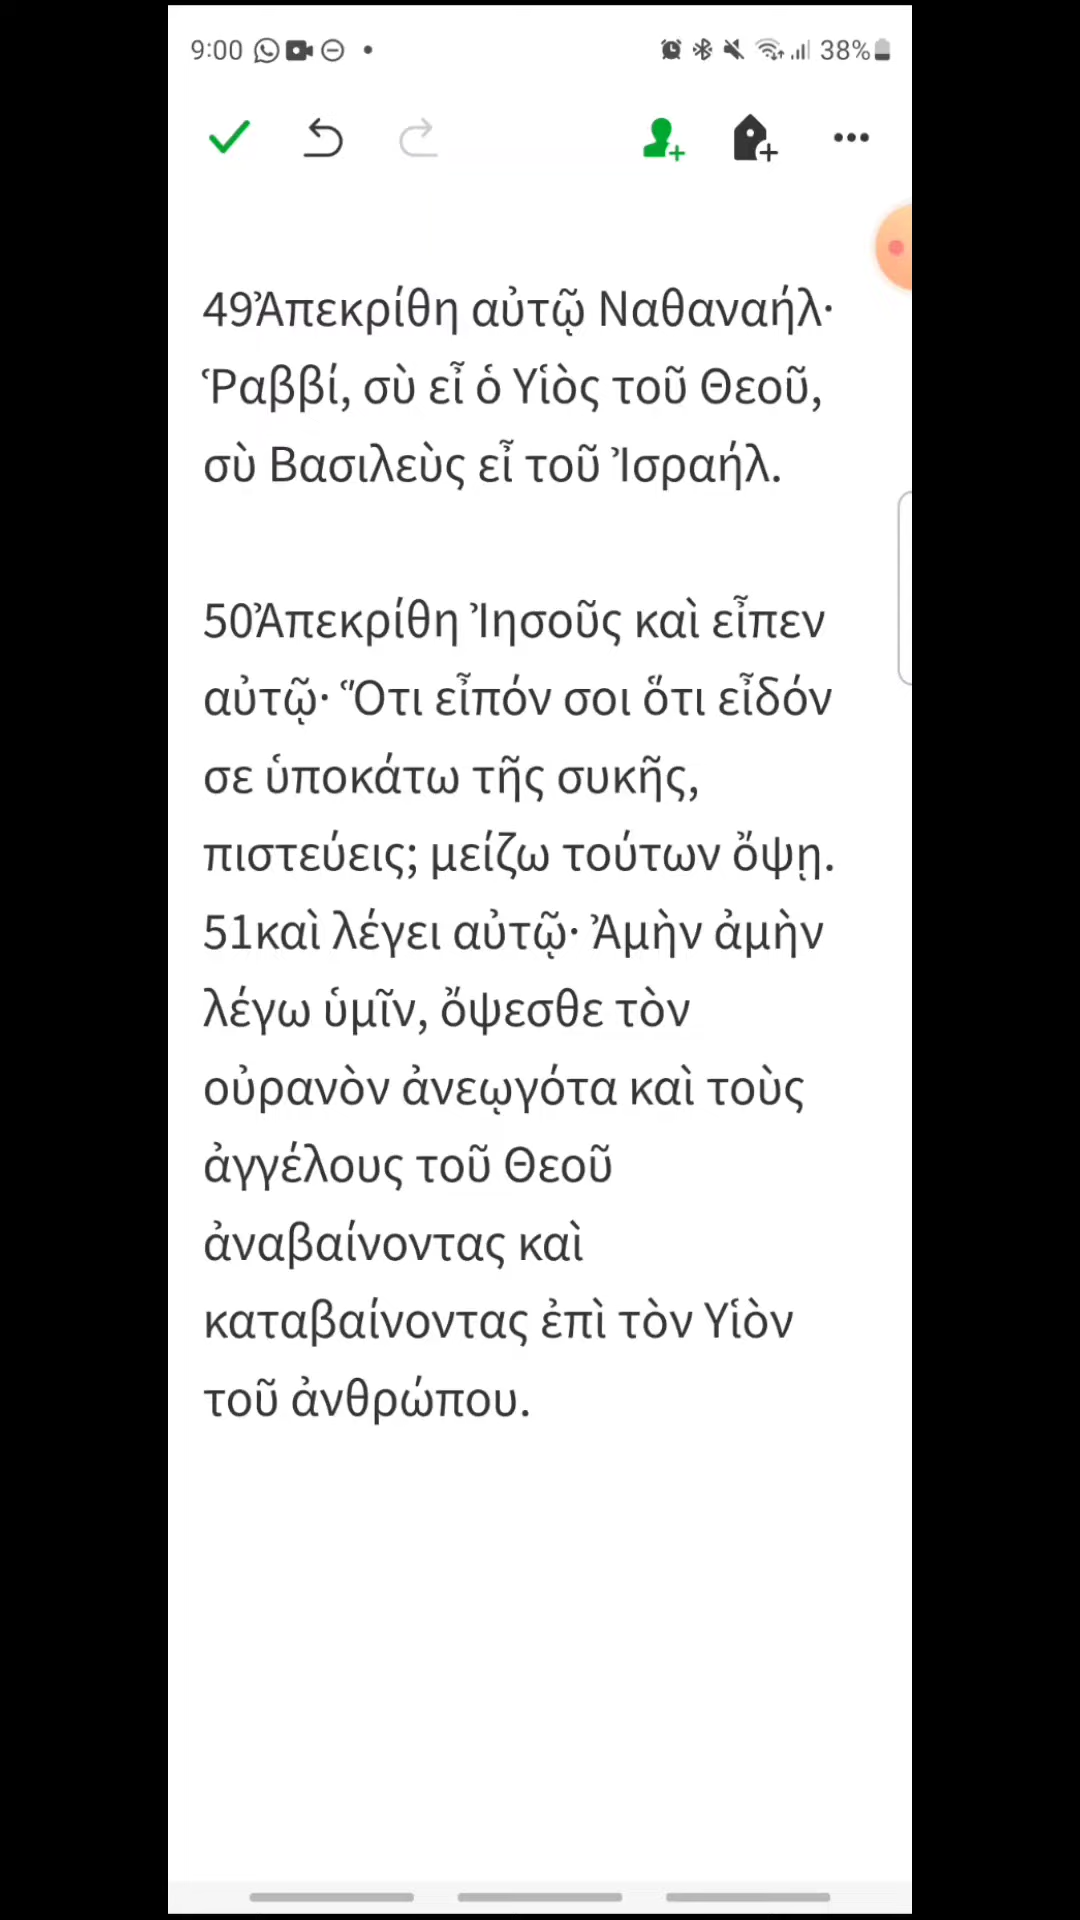 9:00 38%
49Ἀπεκρίθη αὐτῷ Ναθαναήλ·
Ῥαββί, σὺ εἶ ὁ Υἱὸς τοῦ Θεοῦ,
σὺ Βασιλεὺς εἶ τοῦ Ἰσραήλ.
50Ἀπεκρίθη Ἰησοῦς καὶ εἶπεν
αὐτῷ· Ὅτι εἶπόν σοι ὅτι εἶδόν
σε ὑποκάτω τῆς συκῆς,
πιστεύεις; μείζω τούτων ὄψῃ.
51καὶ λέγει αὐτῷ· Ἀμὴν ἀμὴν
λέγω ὑμῖν, ὄψεσθε τὸν
οὐρανὸν ἀνεῳγότα καὶ τοὺς
ἀγγέλους τοῦ Θεοῦ
ἀναβαίνοντας καὶ
καταβαίνοντας ἐπὶ τὸν Υἱὸν
τοῦ ἀνθρώπου.